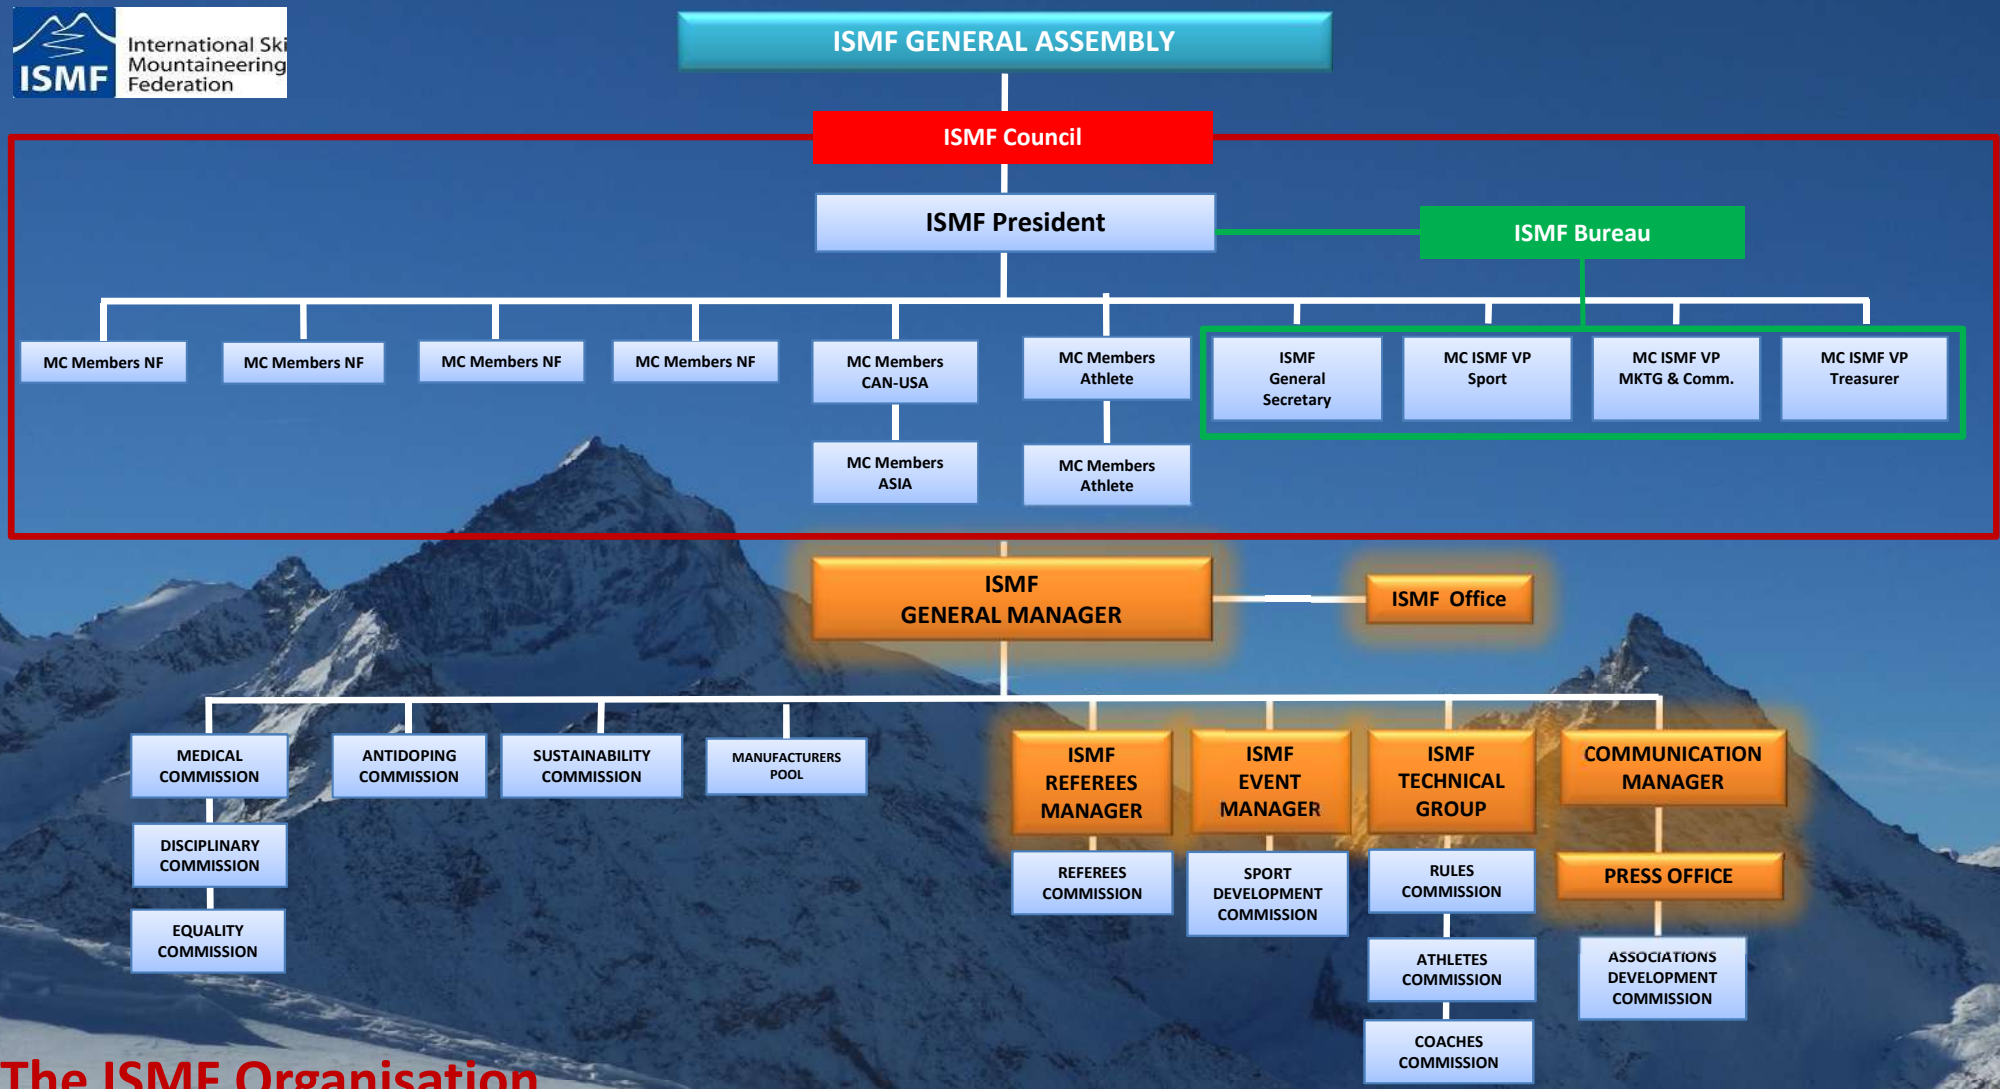 ISMF
International Ski
Mountaineering
Federation
ISMF GENERAL ASSEMBLY
ISMF Council
ISMF President
ISMF Bureau
MC Members NF
MC Members NF
MC Members NF
MC Members NF
MC Members
CAN-USA
MC Members
Athlete
ISMF
General
Secretary
MC ISMF VP
Sport
MC ISMF VP
MKTG & Comm.
MC ISMF VP
Treasurer
MC Members
ASIA
MC Members
Athlete
ISMF
GENERAL MANAGER
ISMF Office
MEDICAL
COMMISSION
ANTIDOPING
COMMISSION
SUSTAINABILITY
COMMISSION
MANUFACTURERS
POOL
ISMF
REFEREES
MANAGER
ISMF
EVENT
MANAGER
ISMF
TECHNICAL
GROUP
COMMUNICATION
MANAGER
DISCIPLINARY
COMMISSION
REFEREES
COMMISSION
SPORT
DEVELOPMENT
COMMISSION
RULES
COMMISSION
PRESS OFFICE
EQUALITY
COMMISSION
ATHLETES
COMMISSION
ASSOCIATIONS
DEVELOPMENT
COMMISSION
COACHES
COMMISSION
The ISMF Organisation